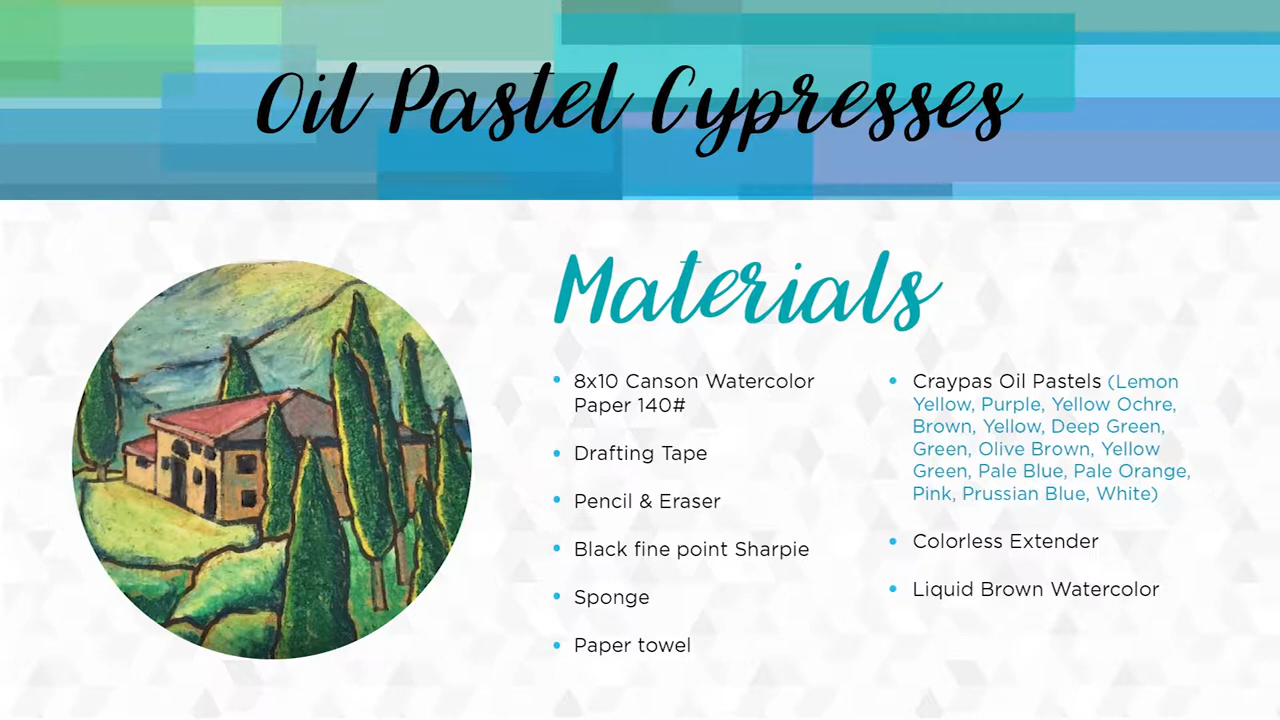 Oil Pastel Cypresses
Materials
8x10 Canson Watercolor
Paper 140#
Drafting Tape
Pencil & Eraser
Black fine point Sharpie
Sponge
Paper towel
Craypas Oil Pastels (Lemon
Yellow, Purple, Yellow Ochre,
Brown, Yellow, Deep Green,
Green, Olive Brown, Yellow
Green, Pale Blue, Pale Orange,
Pink, Prussian Blue, White)
Colorless Extender
Liquid Brown Watercolor